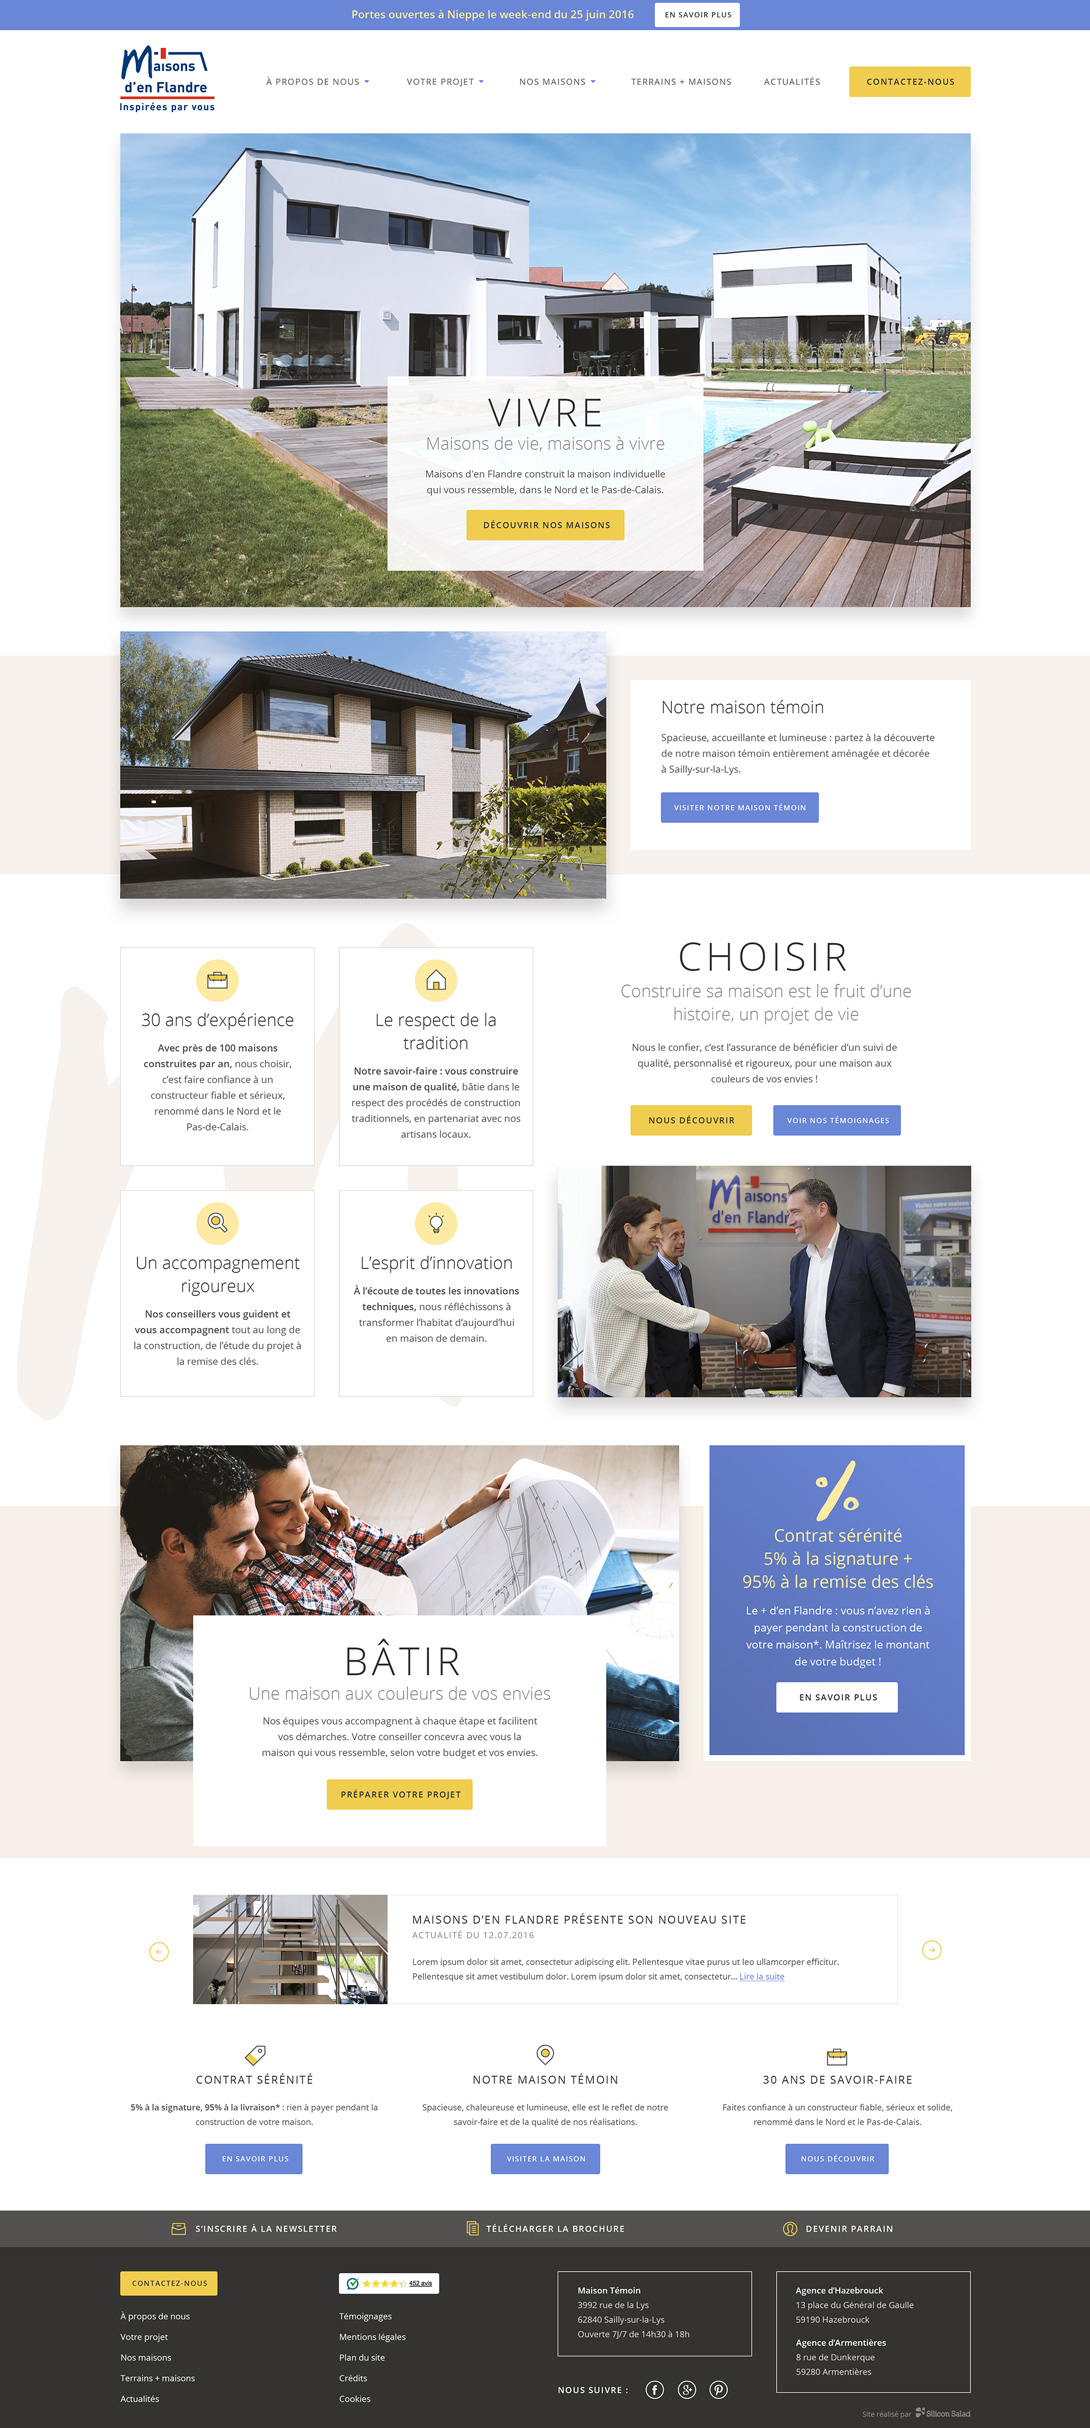 Portes ouvertes à Nieppe le week-end du 25 juin 2016
EN SAVOIR PLUS
Maisons
d'en Flandre
Inspirées par vous
À PROPOS DE NOUS
VOTRE PROJET
NOS MAISONS
TERRAINS + MAISONS
ACTUALITÉS
CONTACTEZ-NOUS
VIVRE
Maisons de vie, maisons à vivre
Maisons d'en Flandre construit la maison individuelle
qui vous ressemble, dans le Nord et le Pas-de-Calais.
DÉCOUVRIR NOS MAISONS
Notre maison témoin
Spacieuse, accueillante et lumineuse : partez à la découverte
de notre maison témoin entièrement aménagée et décorée
à Sailly-sur-la-Lys.
VISITER NOTRE MAISON TÉMOIN
30 ans d'expérience
Avec près de 100 maisons
construites par an, nous choisir,
c'est faire confiance à un
constructeur fiable et sérieux,
renommé dans le Nord et le
Pas-de-Calais.
Le respect de la
tradition
Notre savoir-faire : vous construire
une maison de qualité, bâtie dans le
respect des procédés de construction
traditionnels, en partenariat avec nos
artisans locaux.
Un accompagnement
rigoureux
Nos conseillers vous guident et
vous accompagnent tout au long de
la construction, de l'étude du projet à
la remise des clés.
L'esprit d'innovation
À l'écoute de toutes les innovations
techniques, nous réfléchissons à
transformer l'habitat d'aujourd'hui
en maison de demain.
CHOISIR
Construire sa maison est le fruit d'une
histoire, un projet de vie
Nous le confier, c'est l'assurance de bénéficier d'un suivi de
qualité, personnalisé et rigoureux, pour une maison aux
couleurs de vos envies !
NOUS DÉCOUVRIR
VOIR NOS TÉMOIGNAGES
Maisons
d'en Flandr
BÂTIR
Une maison aux couleurs de vos envies
Nos équipes vous accompagnent à chaque étape et facilitent
vos démarches. Votre conseiller concevra avec vous la
maison qui vous ressemble, selon votre budget et vos envies.
PRÉPARER VOTRE PROJET
%
Contrat sérénité
5% à la signature +
95% à la remise des clés
Le + d'en Flandre : vous n'avez rien à
payer pendant la construction de
votre maison*. Maîtrisez le montant
de votre budget !
EN SAVOIR PLUS
MAISONS D'EN FLANDRE PRÉSENTE SON NOUVEAU SITE
ACTUALITÉ DU 12.07.2016
Lorem ipsum dolor sit amet, consectetur adipiscing elit. Pellentesque vitae purus ut leo ullamcorper efficitur.
Pellentesque sit amet vestibulum dolor. Lorem ipsum dolor sit amet, consectetur... Lire la suite
CONTRAT SÉRÉNITÉ
5% à la signature, 95% à la livraison* : rien à payer pendant la
construction de votre maison.
EN SAVOIR PLUS
NOTRE MAISON TÉMOIN
Spacieuse, chaleureuse et lumineuse, elle est le reflet de notre
savoir-faire et de la qualité de nos réalisations.
VISITER LA MAISON
30 ANS DE SAVOIR-FAIRE
Faites confiance à un constructeur fiable, sérieux et solide,
renommé dans le Nord et le Pas-de-Calais.
NOUS DÉCOUVRIR
S'INSCRIRE À LA NEWSLETTER
TÉLÉCHARGER LA BROCHURE
DEVENIR PARRAIN
CONTACTEZ-NOUS
À propos de nous
Votre projet
Nos maisons
Terrains + maisons
Actualités
452 avis
Témoignages
Mentions légales
Plan du site
Crédits
Cookies
Maison Témoin
3992 rue de la Lys
62840 Sailly-sur-la-Lys
Ouverte 7J/7 de 14h30 à 18h
NOUS SUIVRE :
Agence d'Hazebrouck
13 place du Général de Gaulle
59190 Hazebrouck
Agence d'Armentières
8 rue de Dunkerque
59280 Armentières
Site réalisé par Silicon Salad